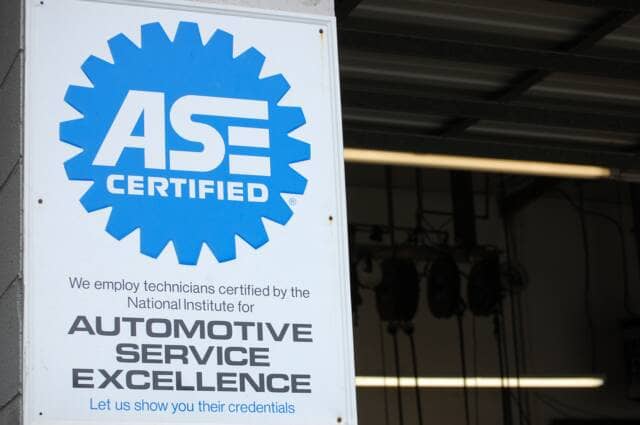 ASE
CERTIFIED
®
We employ technicians certified by the
National Institute for
AUTOMOTIVE
SERVICE
EXCELLENCE
Let us show you their credentials